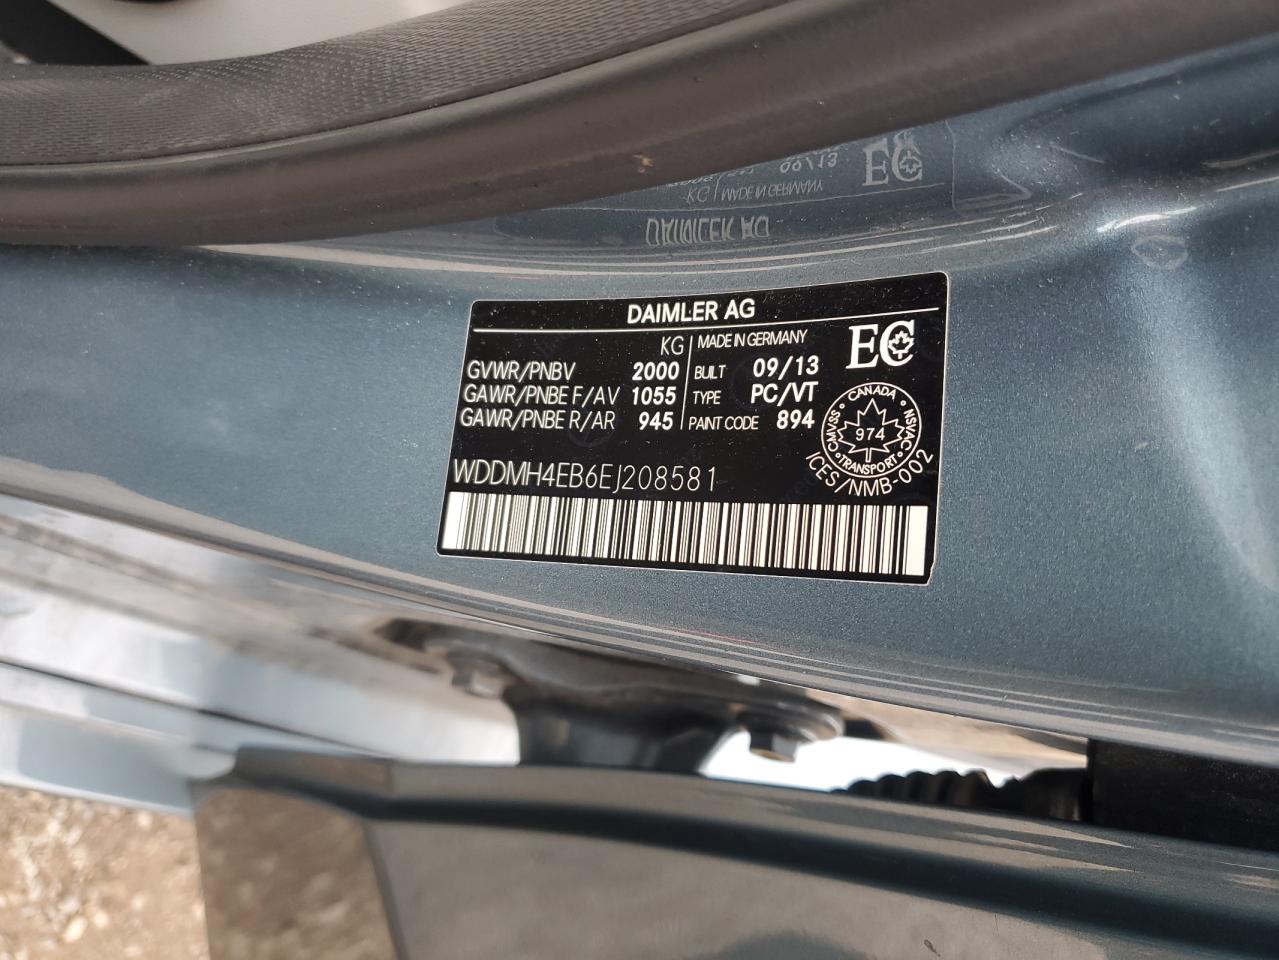 DAIMLER AG
KG
GVWR/PNBV 2000
GAWR/PNBE F/AV 1055
GAWR/PNBE R/AR 945
MADE IN GERMANY
BUILT 09/13
TYPE PC/VT
PAINT CODE 894
EC
CANADA
CMVSS 974 NSVAC
TRANSPORT
ICES/NMB-002
WDDMH4EB6EJ208581